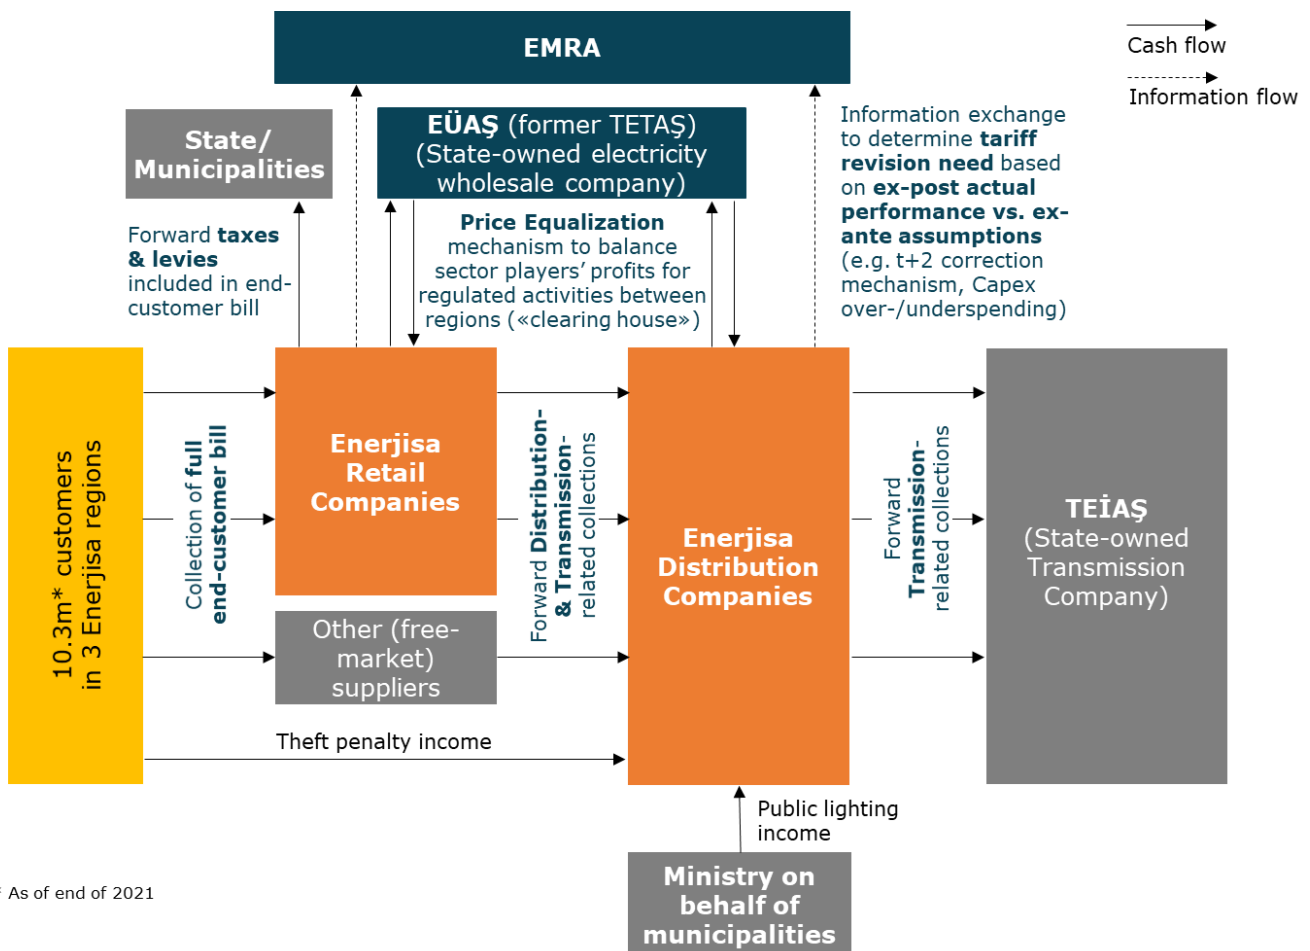 EMRA
Cash flow
Information flow
State/
Municipalities
EÜAŞ (former TETAŞ)
(State-owned electricity
wholesale company)
Information exchange
to determine tariff
revision need based
on ex-post actual
performance vs. ex-
ante assumptions
(e.g. t+2 correction
mechanism, Capex
over-/underspending)
Forward taxes
& levies
included in end-
customer bill
Price Equalization
mechanism to balance
sector players’ profits for
regulated activities between
regions («clearing house»)
10.3m* customers
in 3 Enerjisa regions
Collection of full
end-customer bill
Enerjisa
Retail
Companies
Other (free-
market)
suppliers
Forward Distribution-
& Transmission-
related collections
Enerjisa
Distribution
Companies
Forward
Transmission-
related collections
TEİAŞ
(State-owned
Transmission
Company)
Theft penalty income
Public lighting
income
Ministry on
behalf of
municipalities
* As of end of 2021